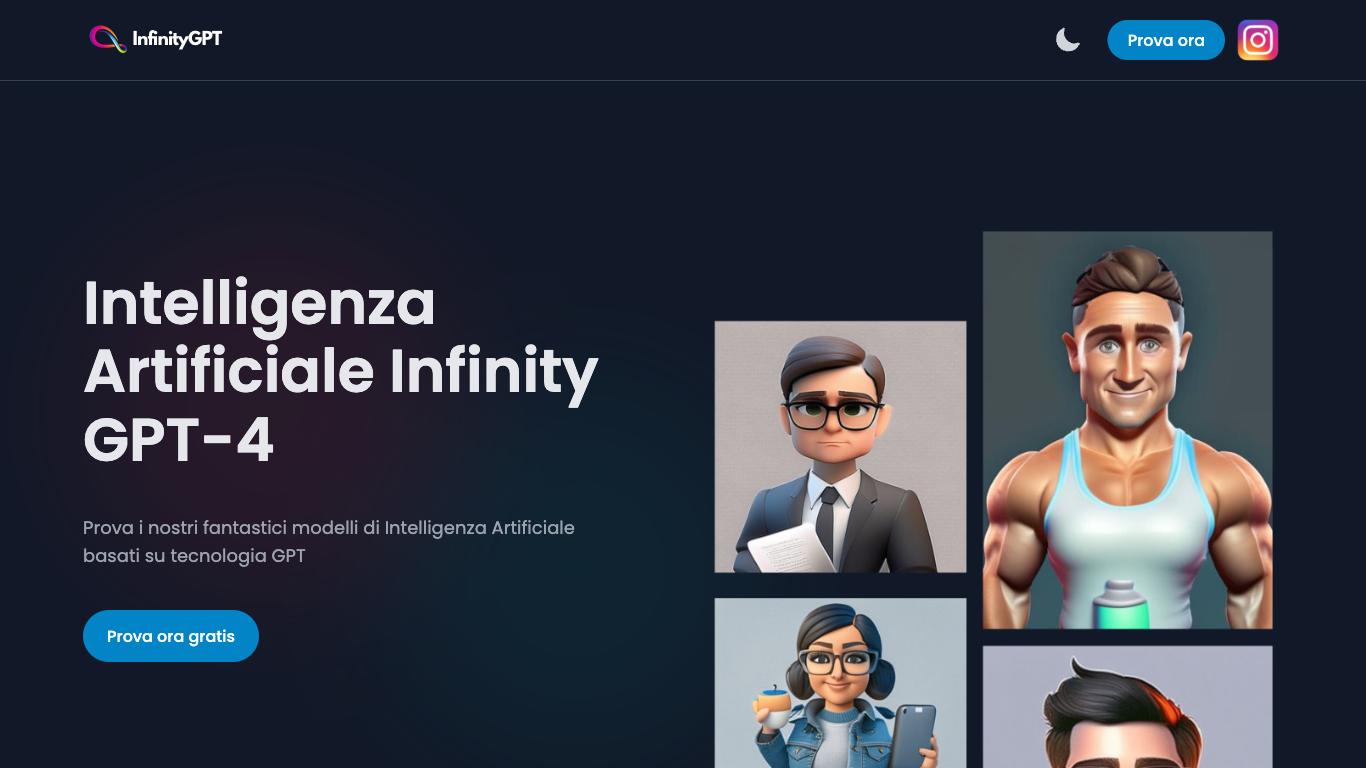 InfinityGPT
Prova ora
Intelligenza
Artificiale Infinity
GPT-4
Prova i nostri fantastici modelli di Intelligenza Artificiale
basati su tecnologia GPT
Prova ora gratis